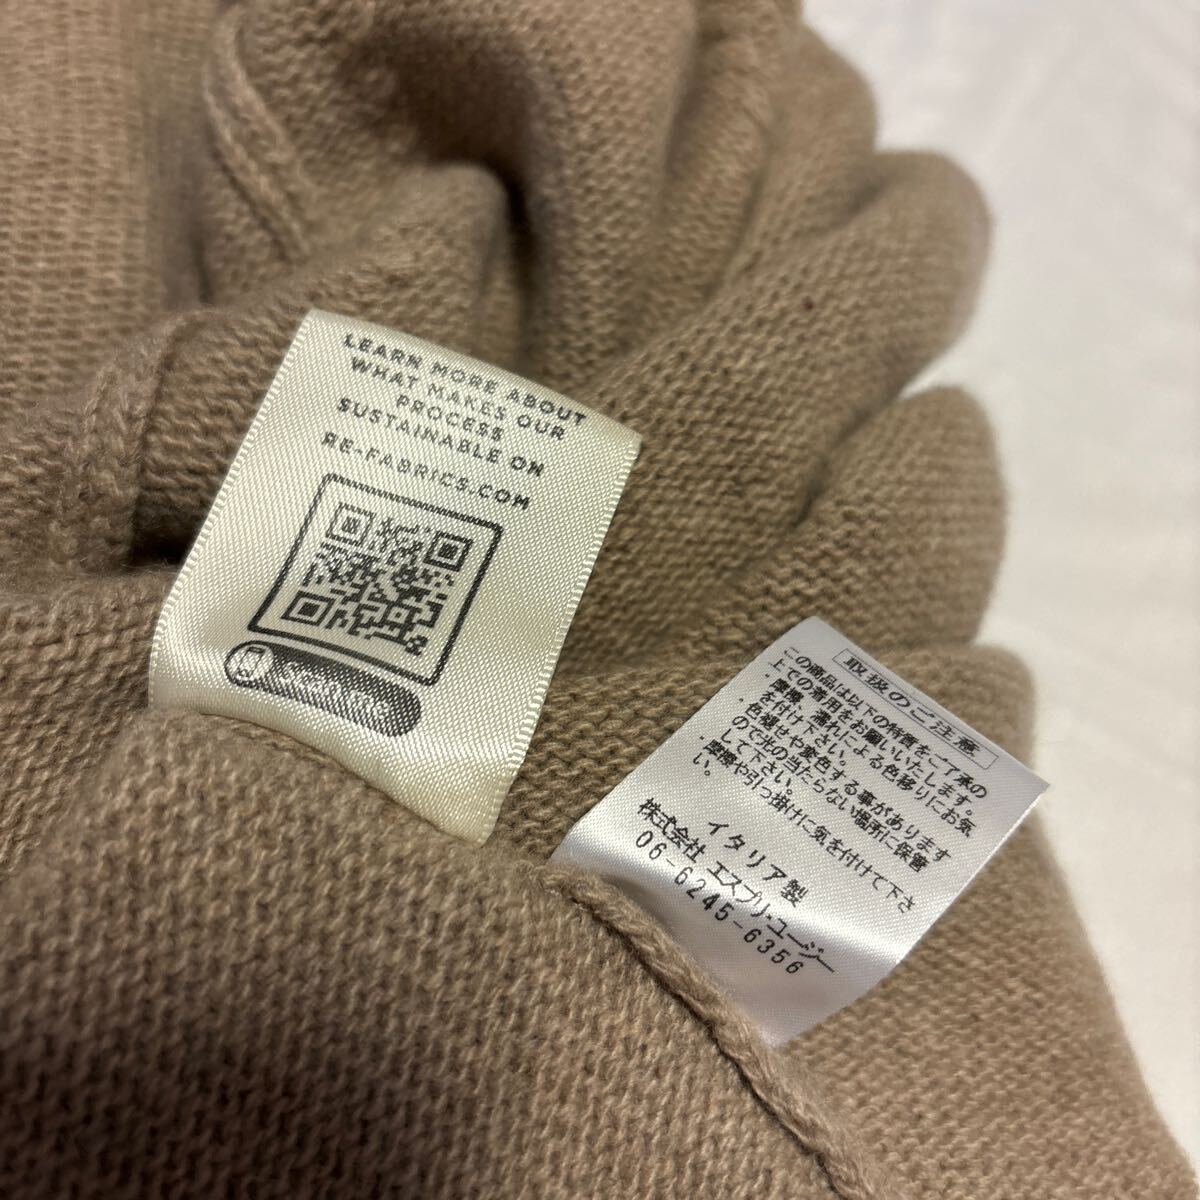 LEARN MORE ABOUT
WHAT MAKES OUR
PROCESS
SUSTAINABLE ON
RE-FABRICS.COM
取扱のご注意
この商品は以下の特質をご了承の
上での着用をお願いいたします。
・摩擦、濡れによる色移りにお気
を付け下さい。
・色褪せや変色する事があります
ので光の当たらない場所に保管
して下さい。
・摩擦や引っ掛けに気を付けて下さ
い。
イタリア製
株式会社 エスプリ・ユージー
06-6245-6356